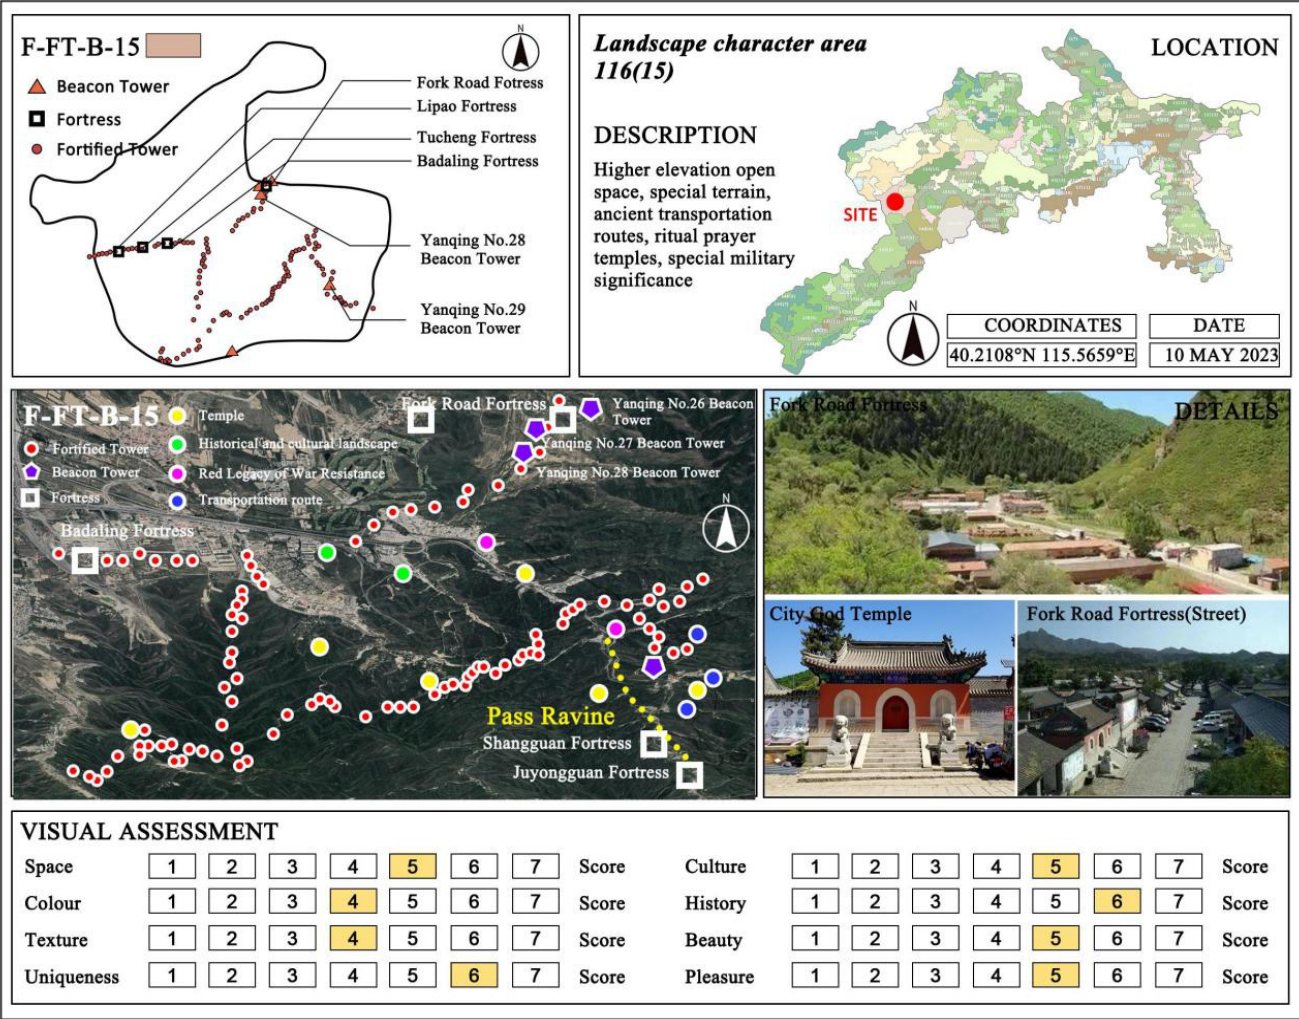 F-FT-B-15
N
Beacon Tower
Fortress
Fortified Tower
Fork Road Fotress
Lipao Fortress
Tucheng Fortress
Badaling Fortress
Yanqing No.28
Beacon Tower
Yanqing No.29
Beacon Tower
Landscape character area
116(15)
LOCATION
DESCRIPTION
Higher elevation open
space, special terrain,
ancient transportation
routes, ritual prayer
temples, special military
significance
SITE
N
COORDINATES
DATE
40.2108°N 115.5659°E
10 MAY 2023
F-FT-B-15
Temple
Fortified Tower
Historical and cultural landscape
Beacon Tower
Red Legacy of War Resistance
Fortress
Transportation route
Fork Road Fortress
Yanqing No.26 Beacon
Tower
Yanqing No.27 Beacon Tower
Yanqing No.28 Beacon Tower
N
Badaling Fortress
Pass Ravine
Shangguan Fortress
Juyongguan Fortress
Fork Road Fortress
DETAILS
City God Temple
Fork Road Fortress(Street)
VISUAL ASSESSMENT
Space 1 2 3 4 5 6 7 Score
Colour 1 2 3 4 5 6 7 Score
Texture 1 2 3 4 5 6 7 Score
Uniqueness 1 2 3 4 5 6 7 Score
Culture 1 2 3 4 5 6 7 Score
History 1 2 3 4 5 6 7 Score
Beauty 1 2 3 4 5 6 7 Score
Pleasure 1 2 3 4 5 6 7 Score